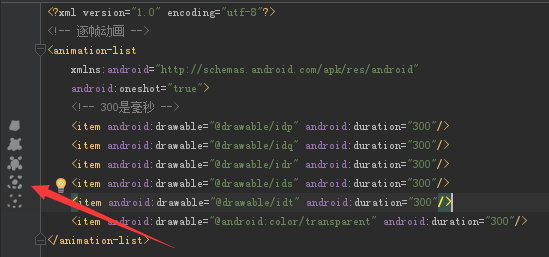 <?xml version="1.0" encoding="utf-8"?>
<!-- 逐帧动画 -->
<animation-list
xmlns:android="http://schemas.android.com/apk/res/android"
android:oneshot="true">
<!-- 300是毫秒 -->
<item android:drawable="@drawable/idp" android:duration="300"/>
<item android:drawable="@drawable/idq" android:duration="300"/>
<item android:drawable="@drawable/idr" android:duration="300"/>
<item android:drawable="@drawable/ids" android:duration="300"/>
<item android:drawable="@drawable/idt" android:duration="300"/>
<item android:drawable="@android:color/transparent" android:duration="300"/>
</animation-list>